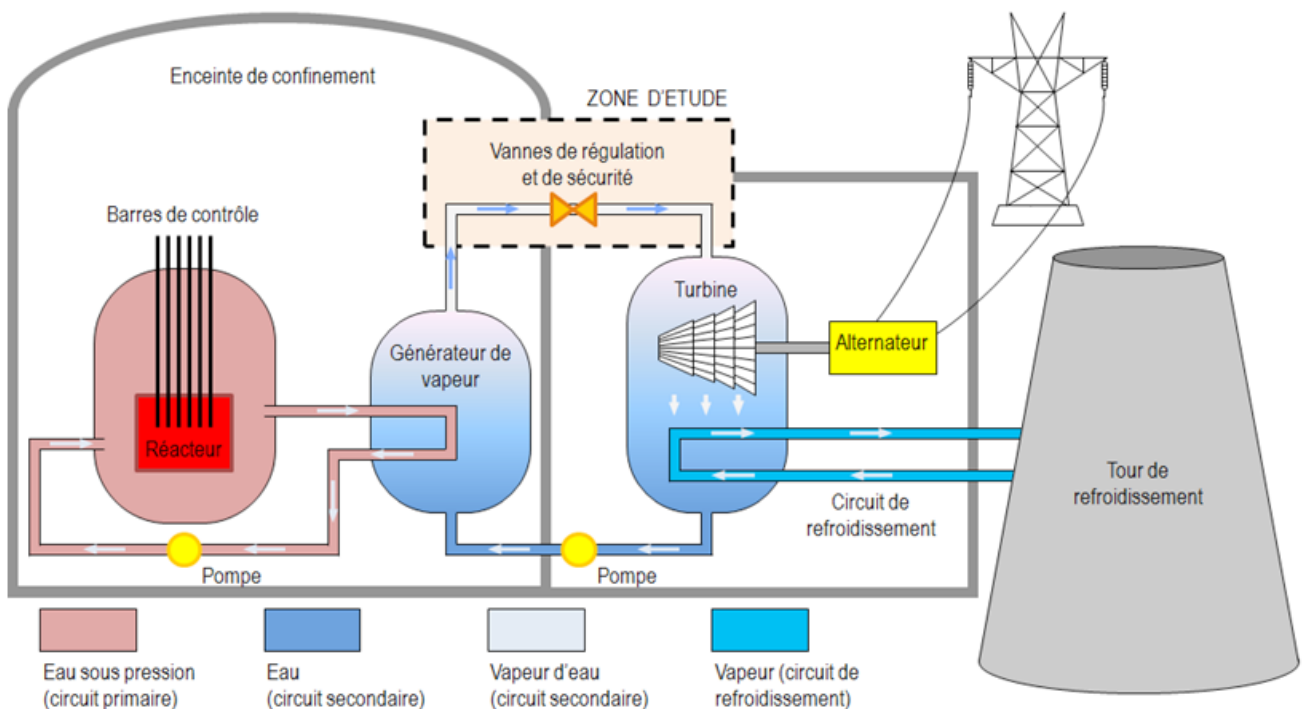 Enceinte de confinement
ZONE D'ETUDE
Vannes de régulation
et de sécurité
Barres de contrôle
Turbine
Alternateur
Générateur de
vapeur
Réacteur
Tour de
refroidissement
Circuit de
refroidissement
Pompe
Pompe
Eau sous pression
(circuit primaire)
Eau
(circuit secondaire)
Vapeur d'eau
(circuit secondaire)
Vapeur (circuit de
refroidissement)